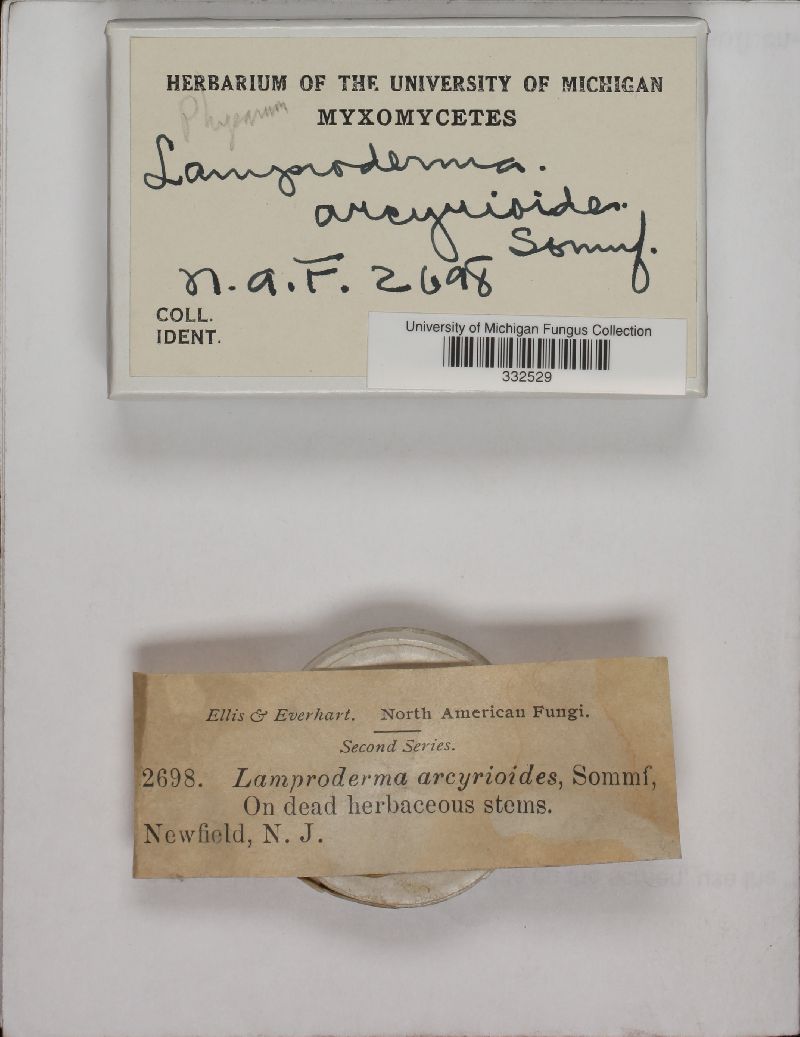 HERBARIUM OF THE UNIVERSITY OF MICHIGAN
Physarum
MYXOMYCETES
Lamproderma.
arcyrioides.
Sommf.
N. A. F. 2698
COLL.
IDENT.
University of Michigan Fungus Collection
332529
Ellis & Everhart. North American Fungi.
Second Series.
2698. Lamproderma arcyrioides, Sommf,
On dead herbaceous stems.
Newfield, N. J.